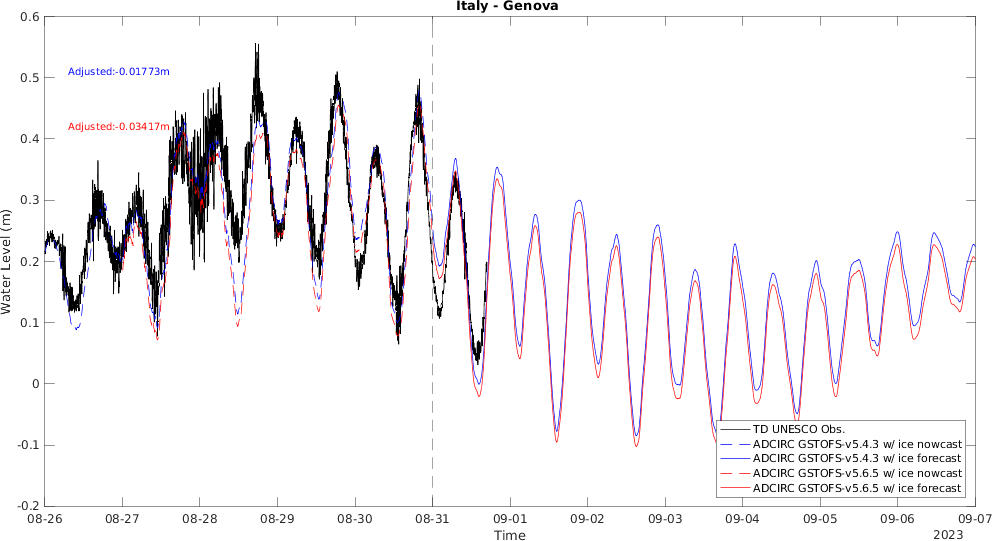 Italy - Genova
0.6
0.5
0.4
0.3
0.2
0.1
0
-0.1
-0.2
Water Level (m)
Adjusted:-0.01773m
Adjusted:-0.03417m
TD UNESCO Obs.
ADCIRC GSTOFS-v5.4.3 w/ ice nowcast
ADCIRC GSTOFS-v5.4.3 w/ ice forecast
ADCIRC GSTOFS-v5.6.5 w/ ice nowcast
ADCIRC GSTOFS-v5.6.5 w/ ice forecast
08-26 08-27 08-28 08-29 08-30 08-31 09-01 09-02 09-03 09-04 09-05 09-06 09-07
Time
2023